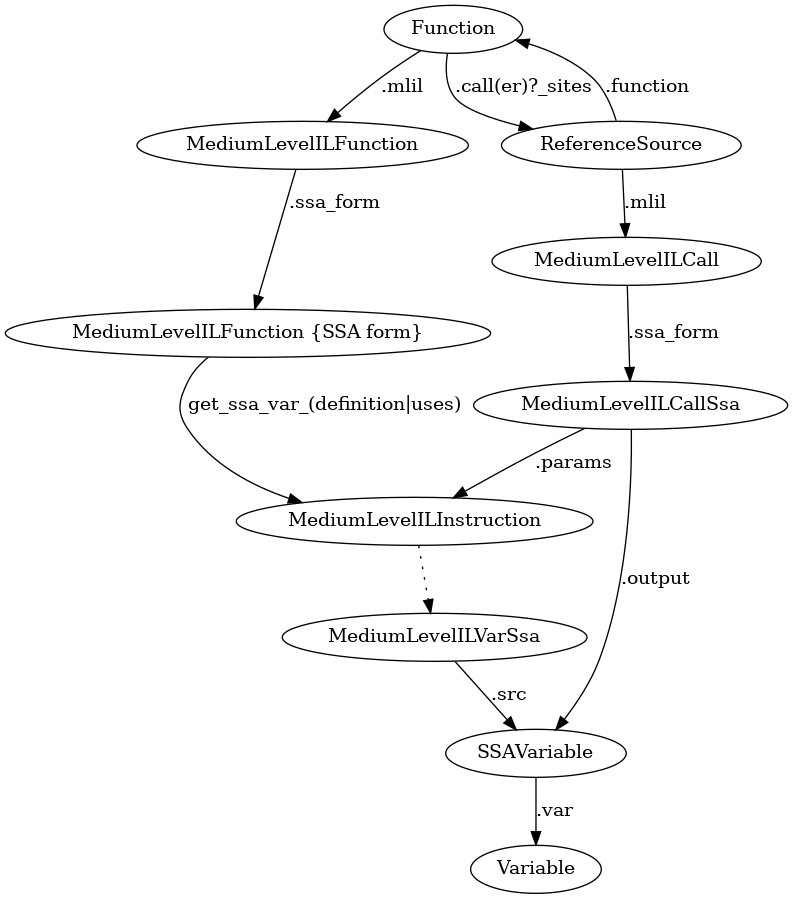 Function
.mlil
.call(er)?_sites
.function
MediumLevelILFunction
ReferenceSource
.ssa_form
.mlil
MediumLevelILCall
MediumLevelILFunction {SSA form}
.ssa_form
get_ssa_var_(definition|uses)
MediumLevelILCallSsa
.params
MediumLevelILInstruction
.output
MediumLevelILVarSsa
.src
SSAVariable
.var
Variable